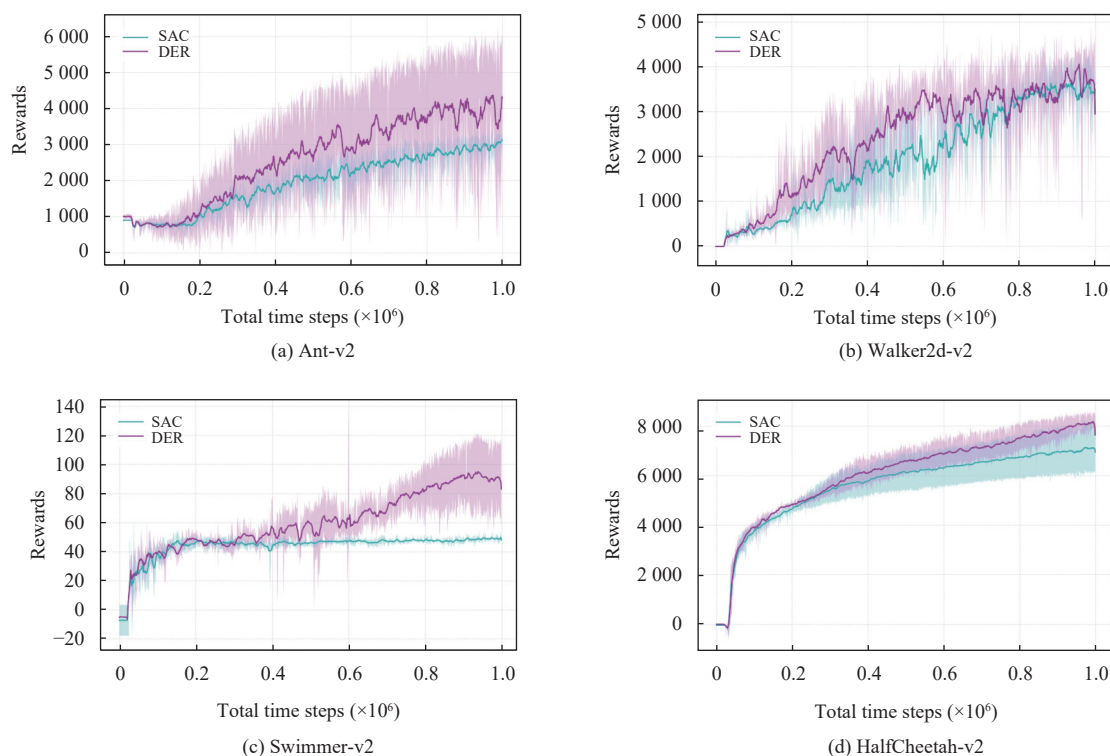 6 000
5 000
4 000
3 000
2 000
1 000
0
Rewards
SAC
DER
0 0.2 0.4 0.6 0.8 1.0
Total time steps (×10⁶)
(a) Ant-v2
5 000
4 000
3 000
2 000
1 000
0
Rewards
SAC
DER
0 0.2 0.4 0.6 0.8 1.0
Total time steps (×10⁶)
(b) Walker2d-v2
140
120
100
80
60
40
20
0
−20
Rewards
SAC
DER
0 0.2 0.4 0.6 0.8 1.0
Total time steps (×10⁶)
(c) Swimmer-v2
8 000
6 000
4 000
2 000
0
Rewards
SAC
DER
0 0.2 0.4 0.6 0.8 1.0
Total time steps (×10⁶)
(d) HalfCheetah-v2